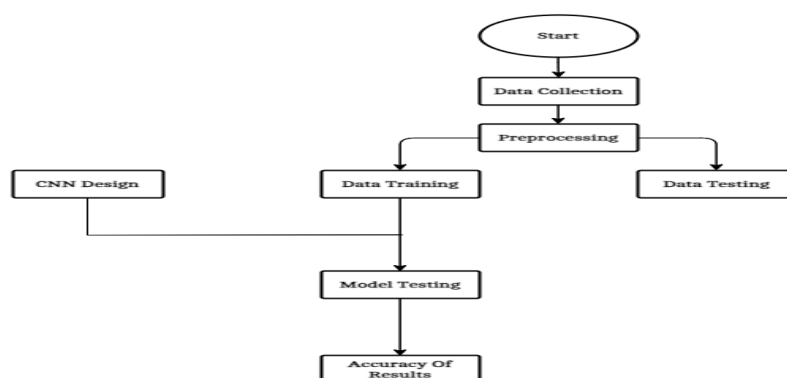 Start
Data Collection
Preprocessing
CNN Design
Data Training
Data Testing
Model Testing
Accuracy Of
Results